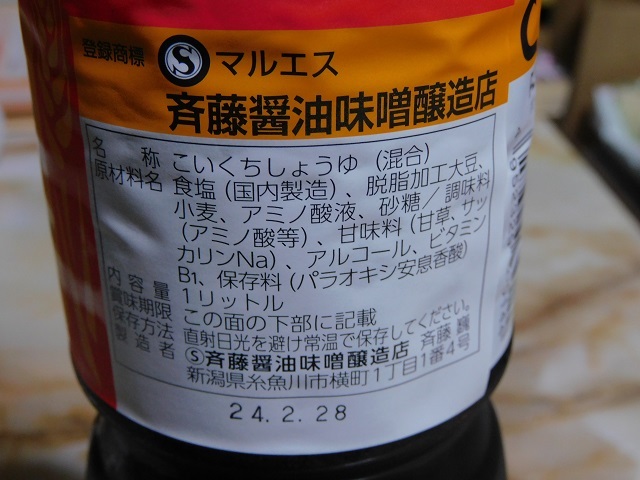 登録商標 Ⓢ マルエス
斉藤醤油味噌醸造店
名称 こいくちしょうゆ（混合）
原材料名 食塩（国内製造）、脱脂加工大豆、
小麦、アミノ酸液、砂糖／調味料
（アミノ酸等）、甘味料（甘草、サッ
カリンNa）、アルコール、ビタミン
B₁、保存料（パラオキシ安息香酸）
内容量 1リットル
賞味期限 この面の下部に記載
保存方法 直射日光を避け常温で保存してください。
製造者 Ⓢ斉藤醤油味噌醸造店 斉藤
新潟県糸魚川市横町1丁目1番4号
24.2.28